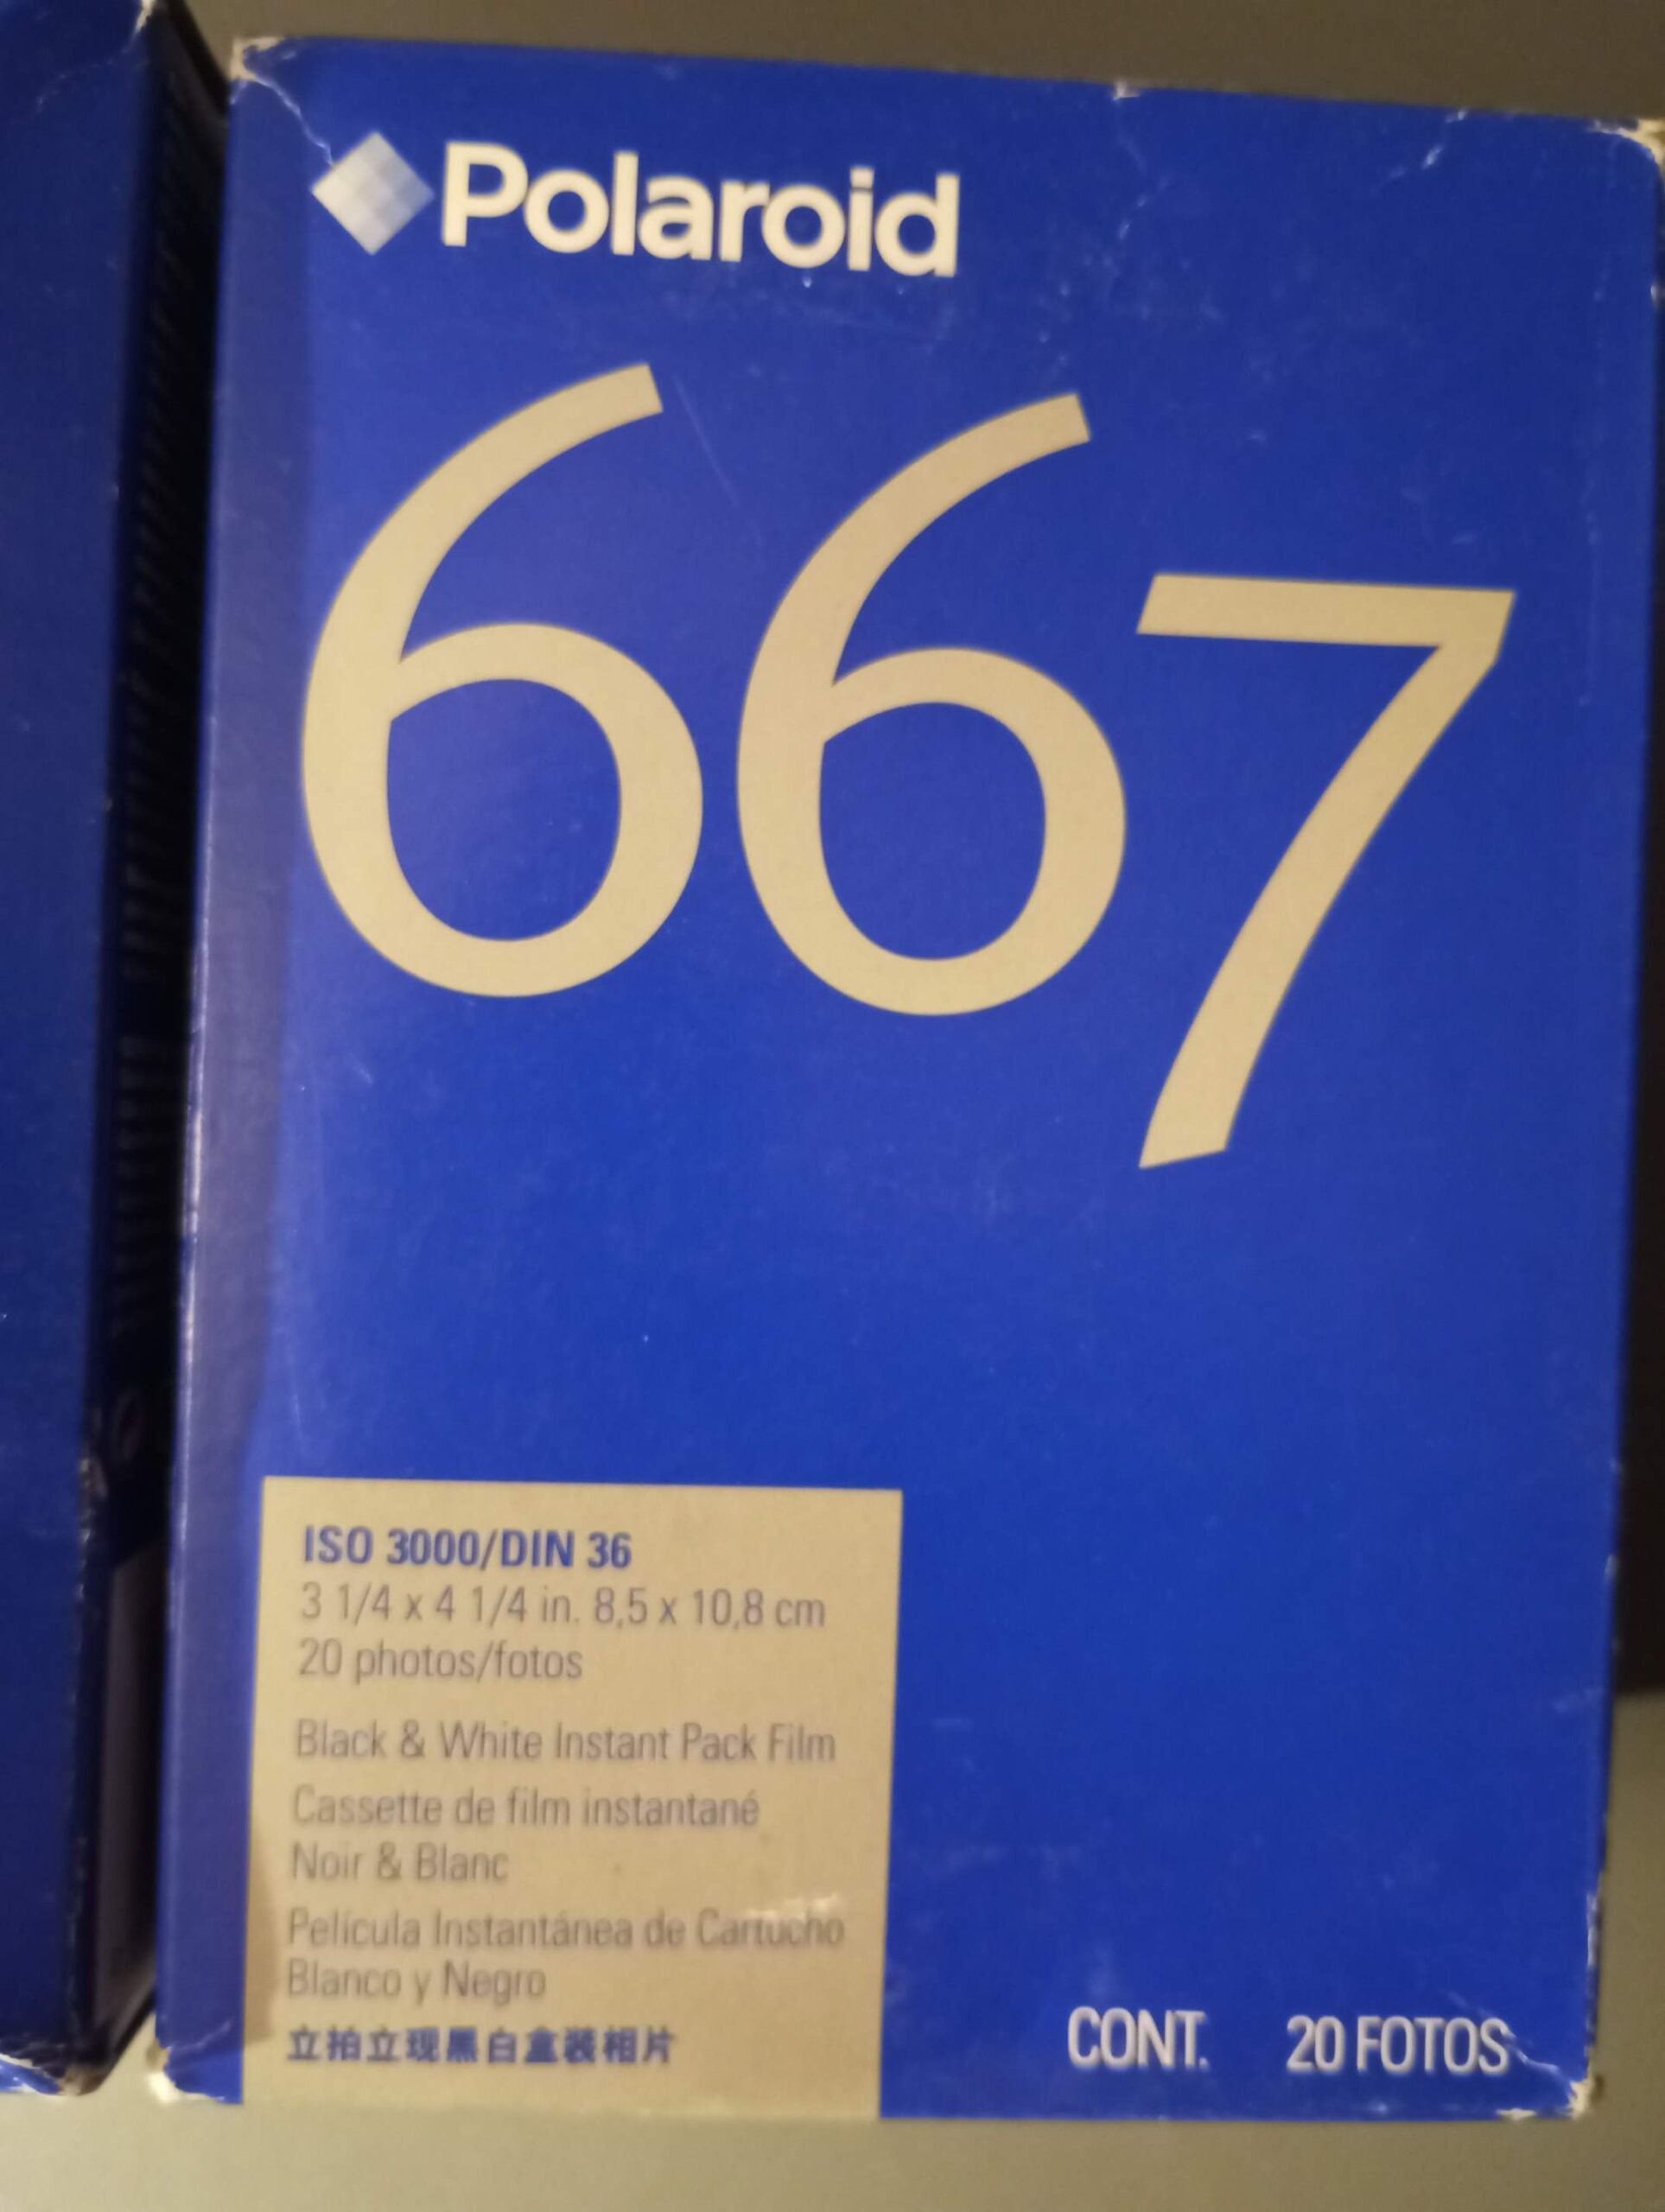 Polaroid
667
ISO 3000/DIN 36
3 1/4 x 4 1/4 in. 8,5 x 10,8 cm
20 photos/fotos
Black & White Instant Pack Film
Cassette de film instantané
Noir & Blanc
Película Instantánea de Cartucho
Blanco y Negro
立拍立现黑白盒装相片
CONT. 20 FOTOS